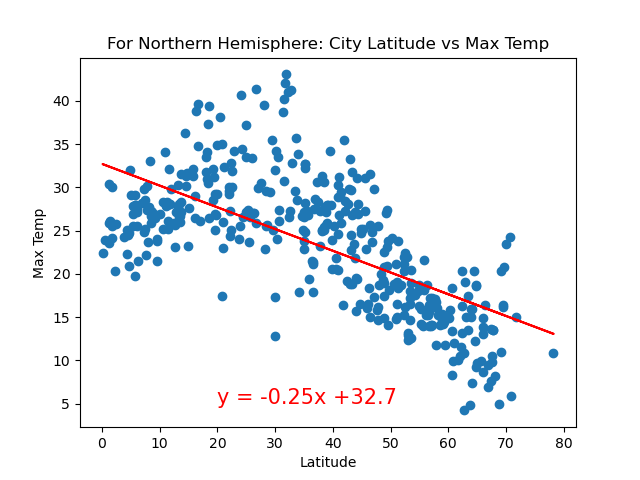 For Northern Hemisphere: City Latitude vs Max Temp
Max Temp
40
35
30
25
20
15
10
5
y = -0.25x +32.7
0 10 20 30 40 50 60 70 80
Latitude